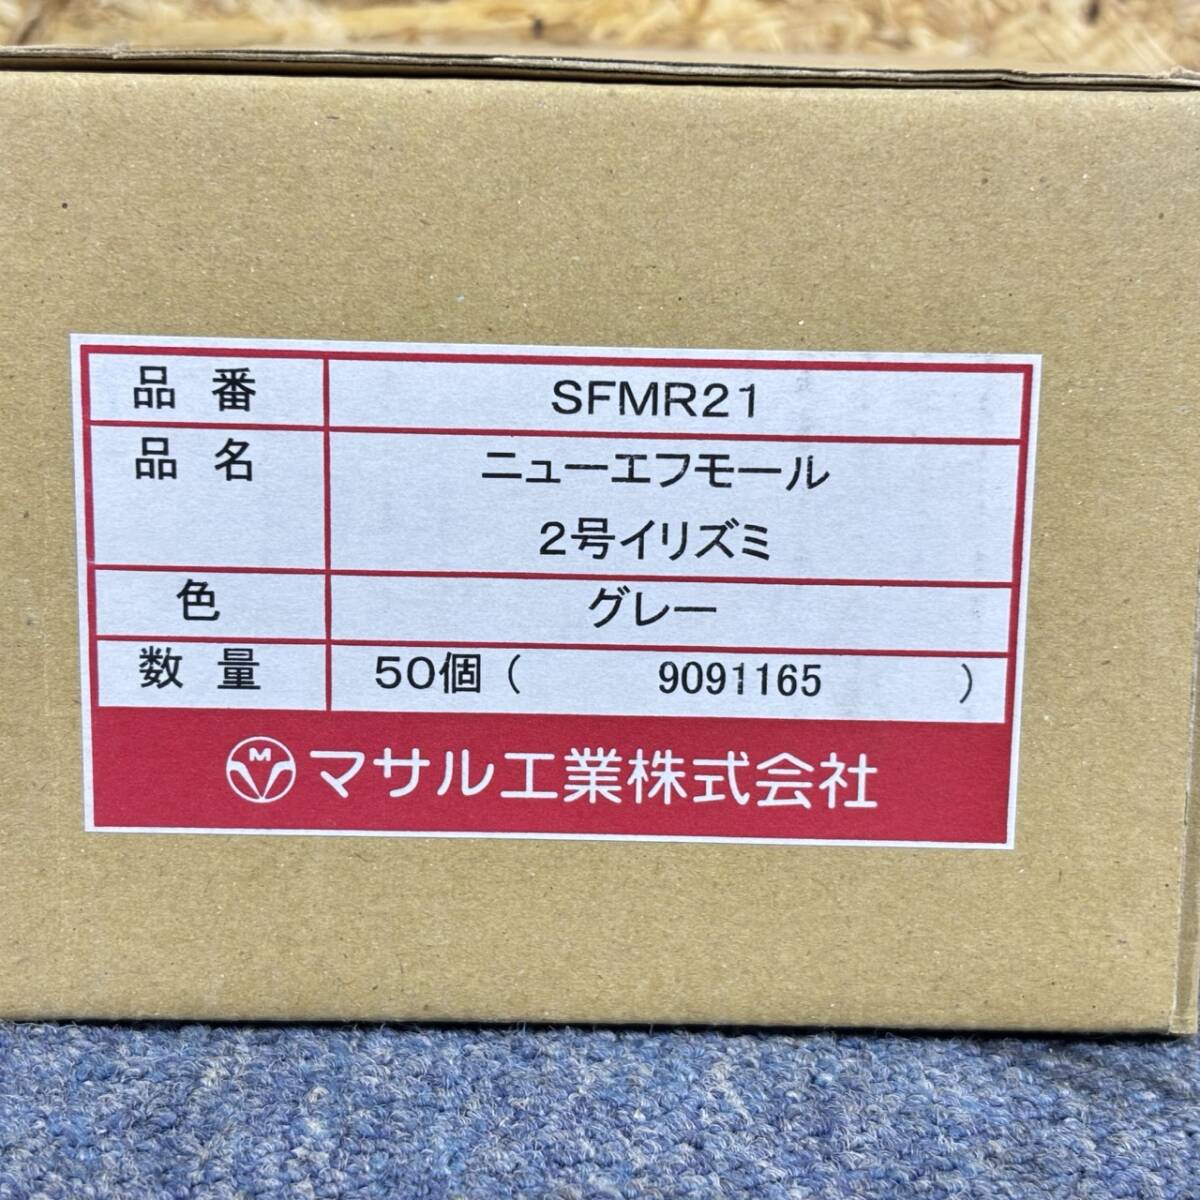 品番 SFMR21
品名 ニューエフモール
2号イリズミ
色 グレー
数量 50個( 9091165 )
M マサル工業株式会社